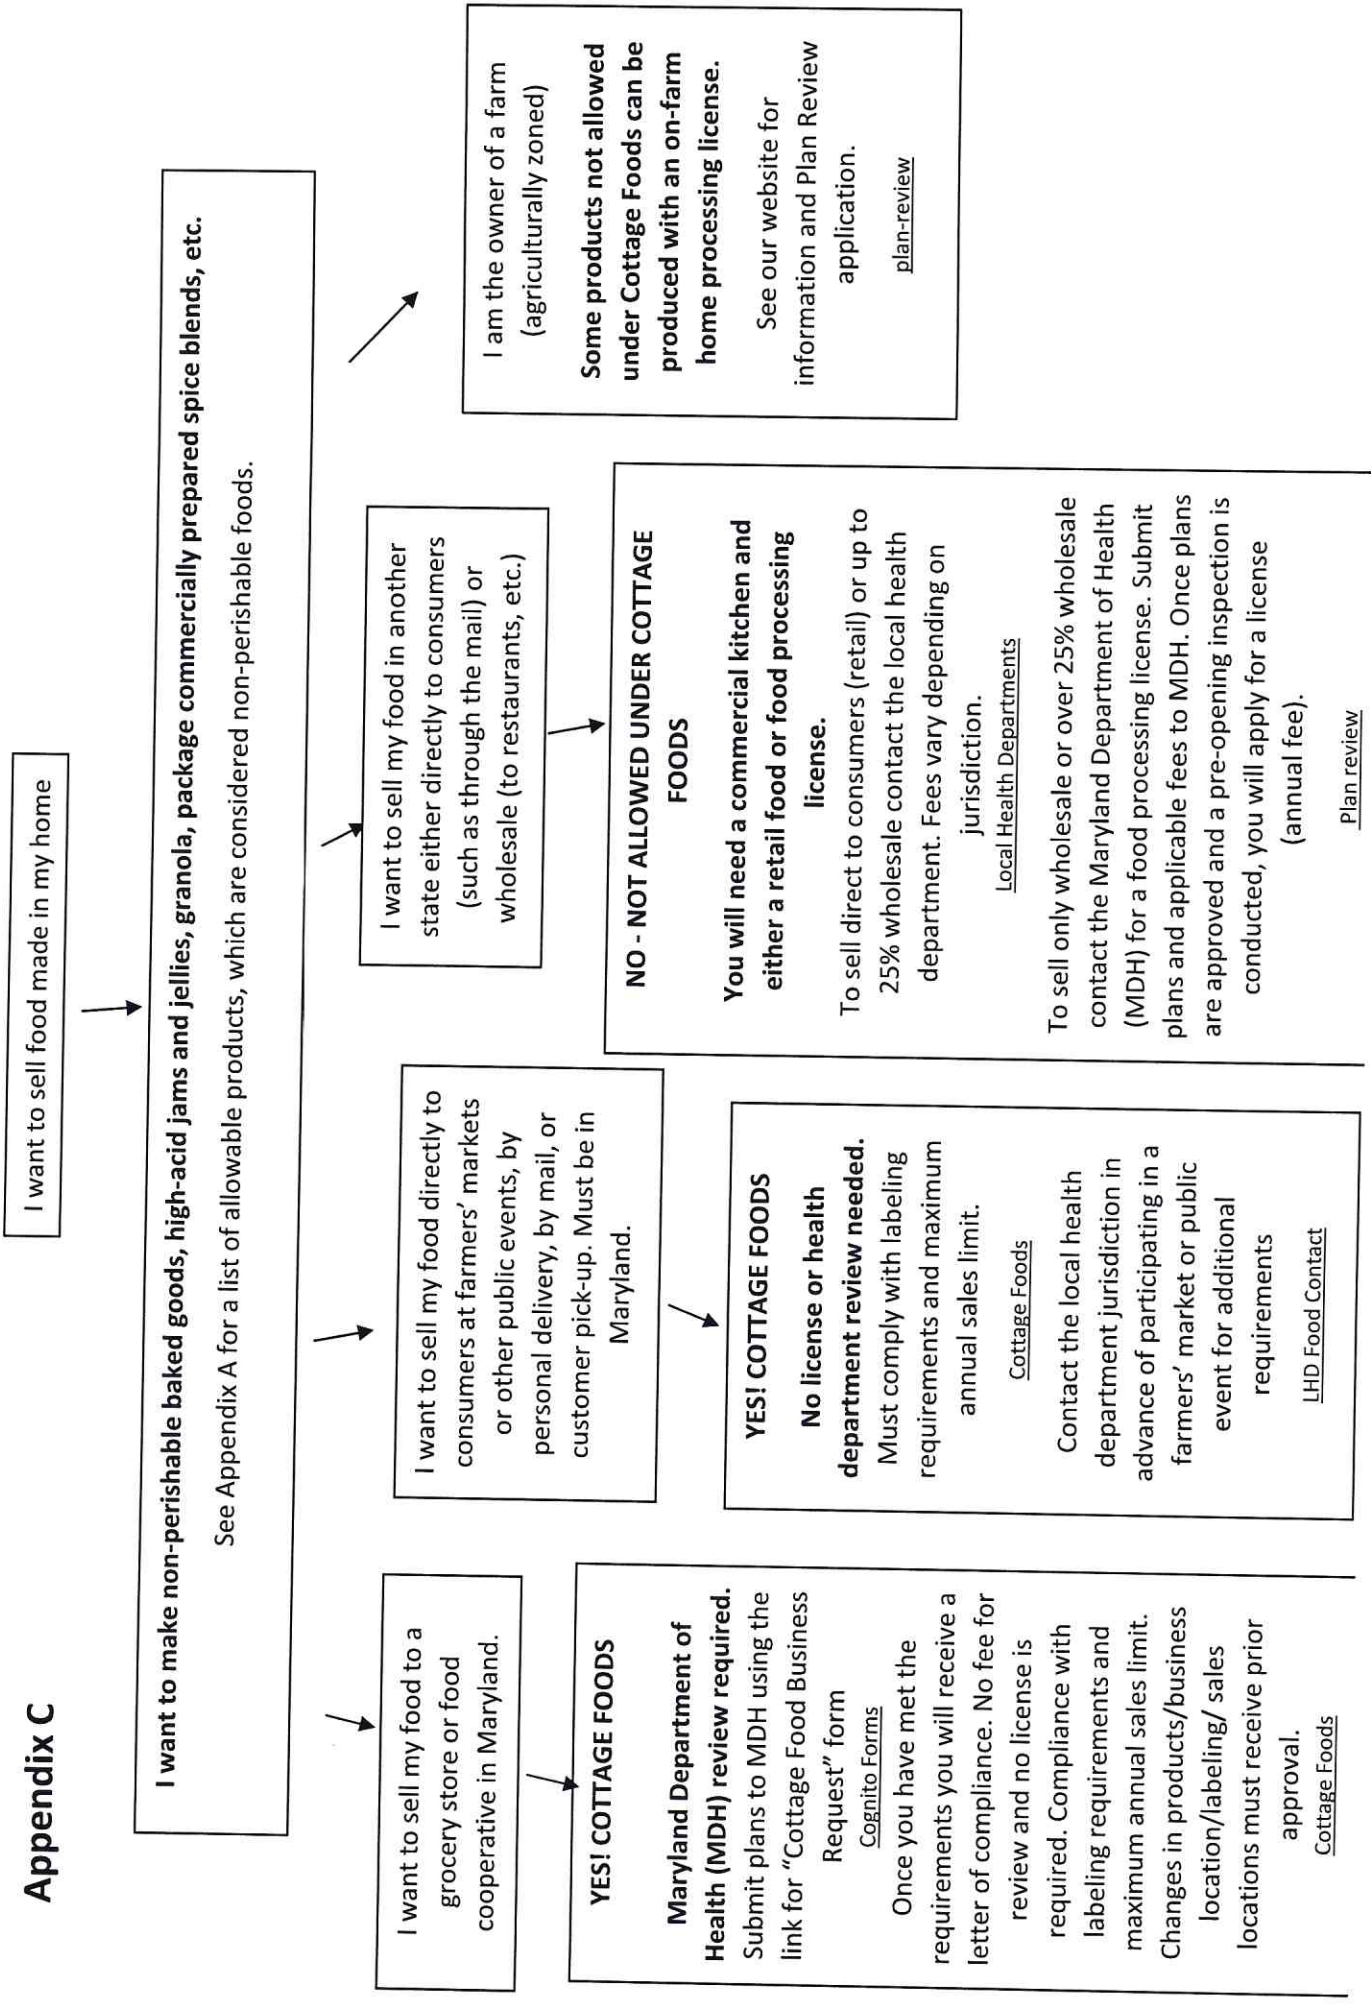 Appendix C
I want to sell food made in my home
I want to make non-perishable baked goods, high-acid jams and jellies, granola, package commercially prepared spice blends, etc.
See Appendix A for a list of allowable products, which are considered non-perishable foods.
I want to sell my food to a
grocery store or food
cooperative in Maryland.
YES! COTTAGE FOODS
Maryland Department of
Health (MDH) review required.
Submit plans to MDH using the
link for “Cottage Food Business
Request” form
Cognito Forms
Once you have met the
requirements you will receive a
letter of compliance. No fee for
review and no license is
required. Compliance with
labeling requirements and
maximum annual sales limit.
Changes in products/business
location/labeling/ sales
locations must receive prior
approval.
Cottage Foods
I want to sell my food directly to
consumers at farmers’ markets
or other public events, by
personal delivery, by mail, or
customer pick-up. Must be in
Maryland.
YES! COTTAGE FOODS
No license or health
department review needed.
Must comply with labeling
requirements and maximum
annual sales limit.
Cottage Foods
Contact the local health
department jurisdiction in
advance of participating in a
farmers’ market or public
event for additional
requirements
LHD Food Contact
I want to sell my food in another
state either directly to consumers
(such as through the mail) or
wholesale (to restaurants, etc.)
NO - NOT ALLOWED UNDER COTTAGE
FOODS
You will need a commercial kitchen and
either a retail food or food processing
license.
To sell direct to consumers (retail) or up to
25% wholesale contact the local health
department. Fees vary depending on
jurisdiction.
Local Health Departments
To sell only wholesale or over 25% wholesale
contact the Maryland Department of Health
(MDH) for a food processing license. Submit
plans and applicable fees to MDH. Once plans
are approved and a pre-opening inspection is
conducted, you will apply for a license
(annual fee).
Plan review
I am the owner of a farm
(agriculturally zoned)
Some products not allowed
under Cottage Foods can be
produced with an on-farm
home processing license.
See our website for
information and Plan Review
application.
plan-review